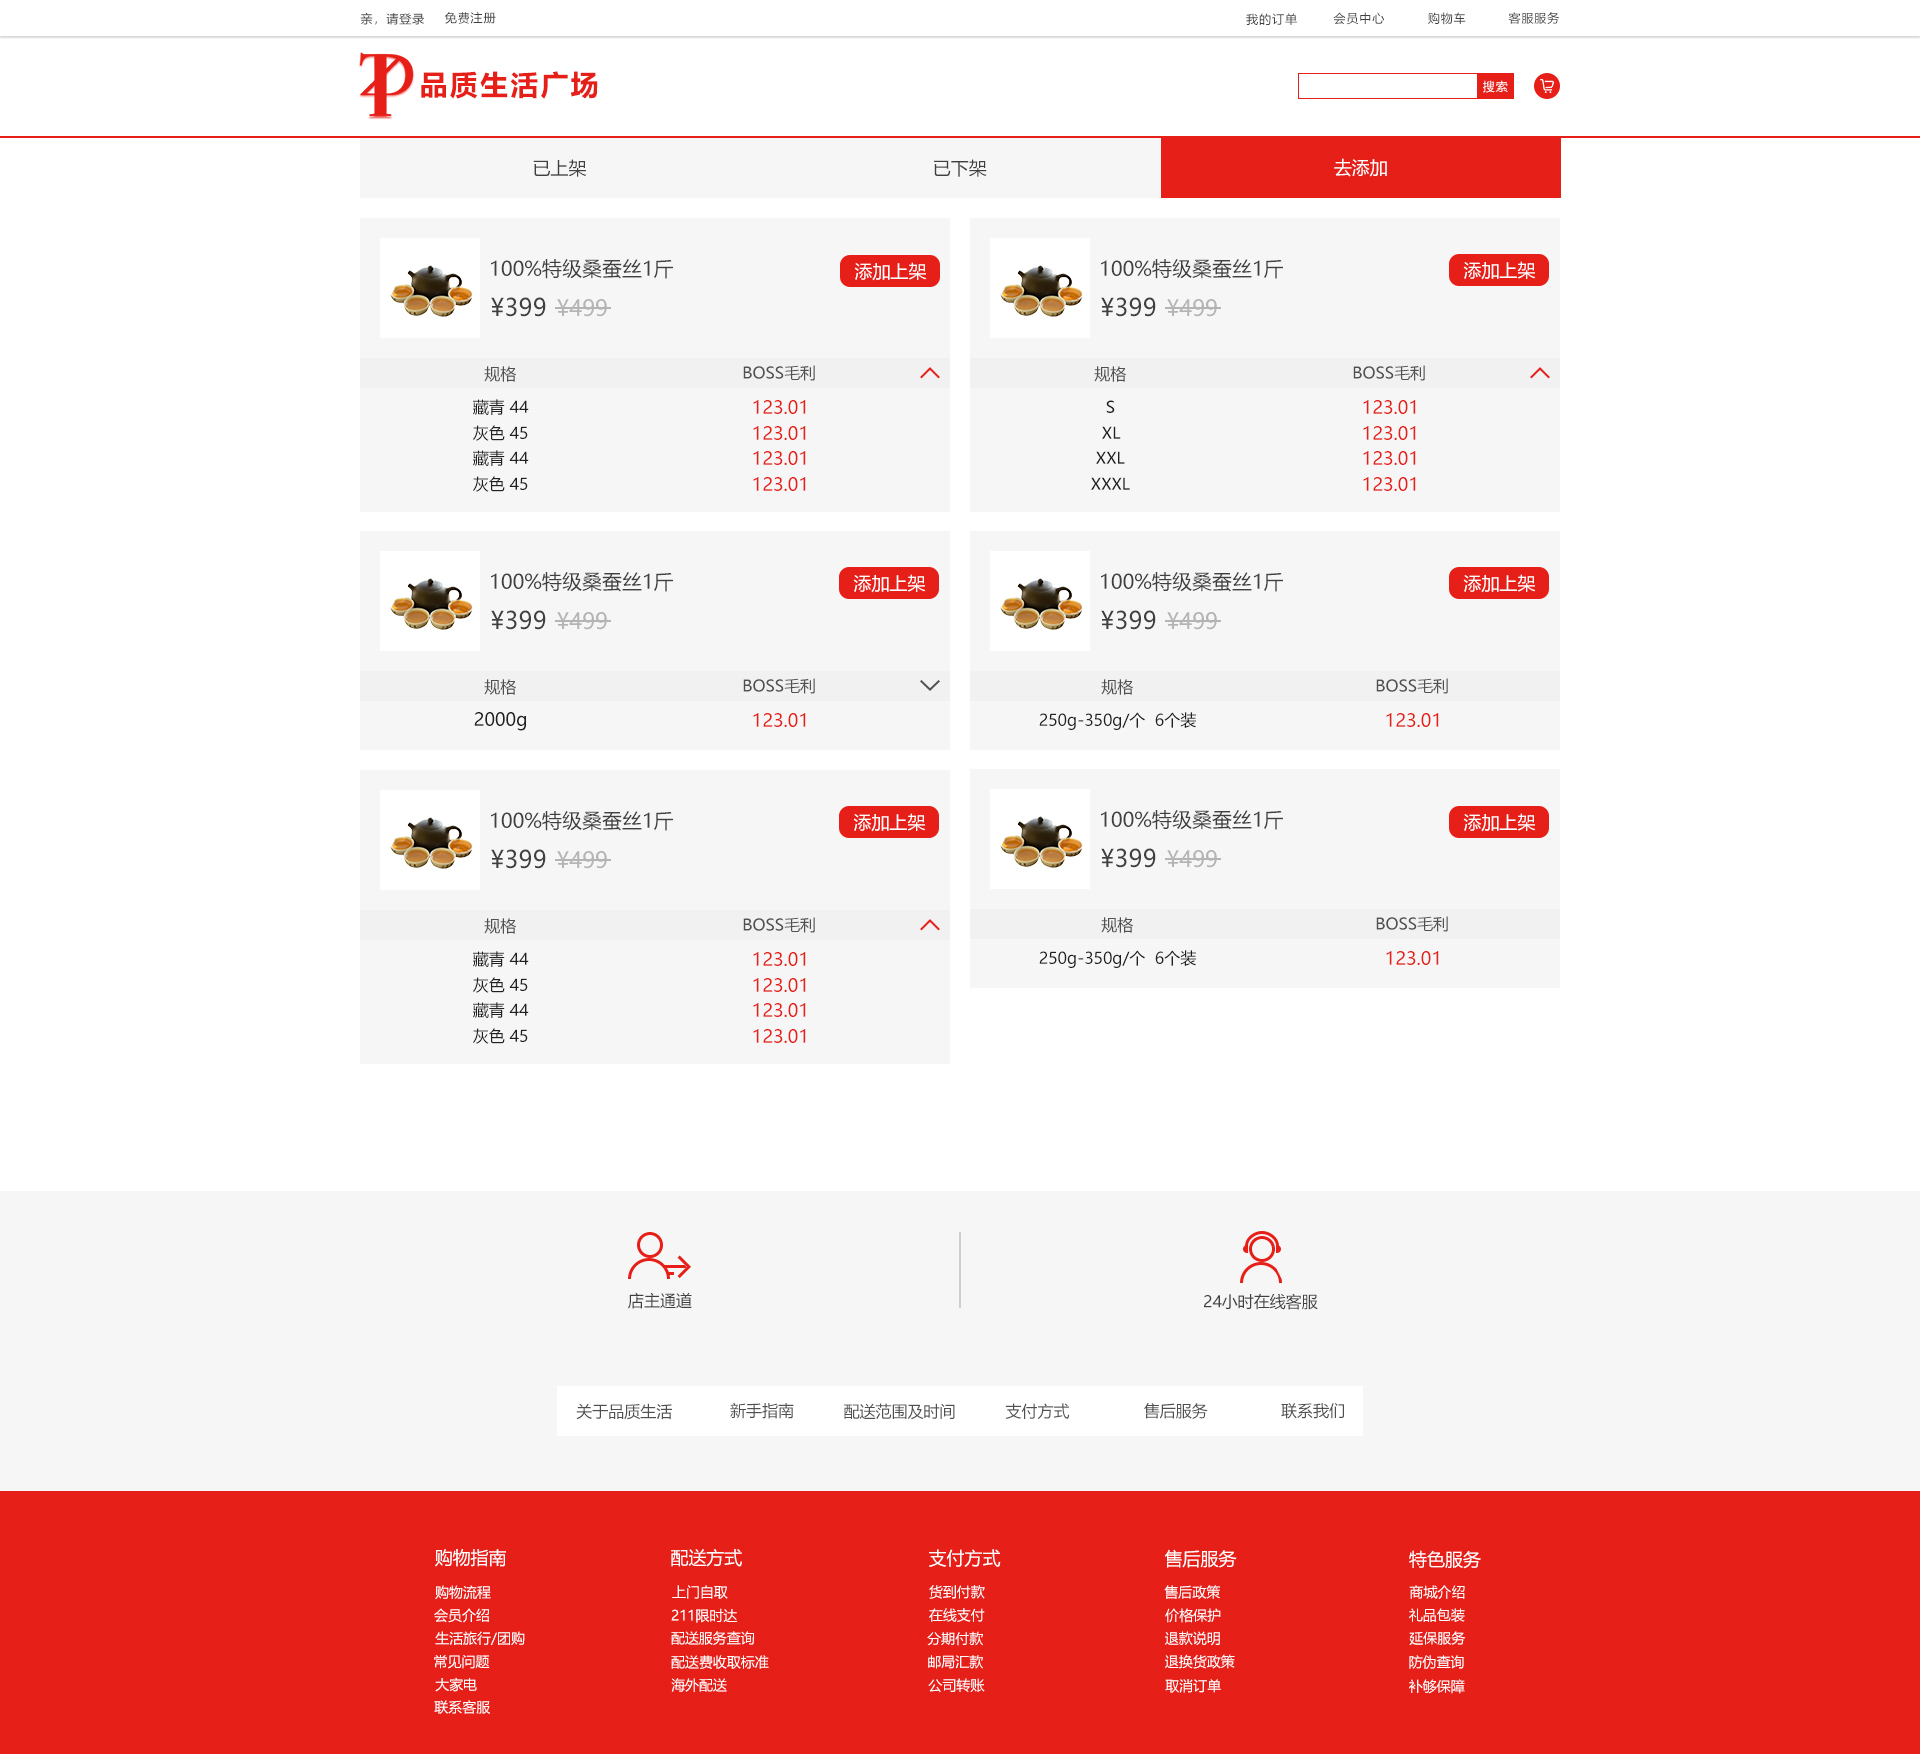 亲，请登录 免费注册 我的订单 会员中心 购物车 客服服务
品质生活广场 搜索
已上架 已下架 去添加
100%特级桑蚕丝1斤 添加上架
¥399 ¥499
规格 BOSS毛利
藏青 44 123.01
灰色 45 123.01
藏青 44 123.01
灰色 45 123.01
100%特级桑蚕丝1斤 添加上架
¥399 ¥499
规格 BOSS毛利
S 123.01
XL 123.01
XXL 123.01
XXXL 123.01
100%特级桑蚕丝1斤 添加上架
¥399 ¥499
规格 BOSS毛利
2000g 123.01
100%特级桑蚕丝1斤 添加上架
¥399 ¥499
规格 BOSS毛利
250g-350g/个 6个装 123.01
100%特级桑蚕丝1斤 添加上架
¥399 ¥499
规格 BOSS毛利
藏青 44 123.01
灰色 45 123.01
藏青 44 123.01
灰色 45 123.01
100%特级桑蚕丝1斤 添加上架
¥399 ¥499
规格 BOSS毛利
250g-350g/个 6个装 123.01
店主通道 24小时在线客服
关于品质生活 新手指南 配送范围及时间 支付方式 售后服务 联系我们
购物指南
购物流程
会员介绍
生活旅行/团购
常见问题
大家电
联系客服
配送方式
上门自取
211限时达
配送服务查询
配送费收取标准
海外配送
支付方式
货到付款
在线支付
分期付款
邮局汇款
公司转账
售后服务
售后政策
价格保护
退款说明
退换货政策
取消订单
特色服务
商城介绍
礼品包装
延保服务
防伪查询
补够保障